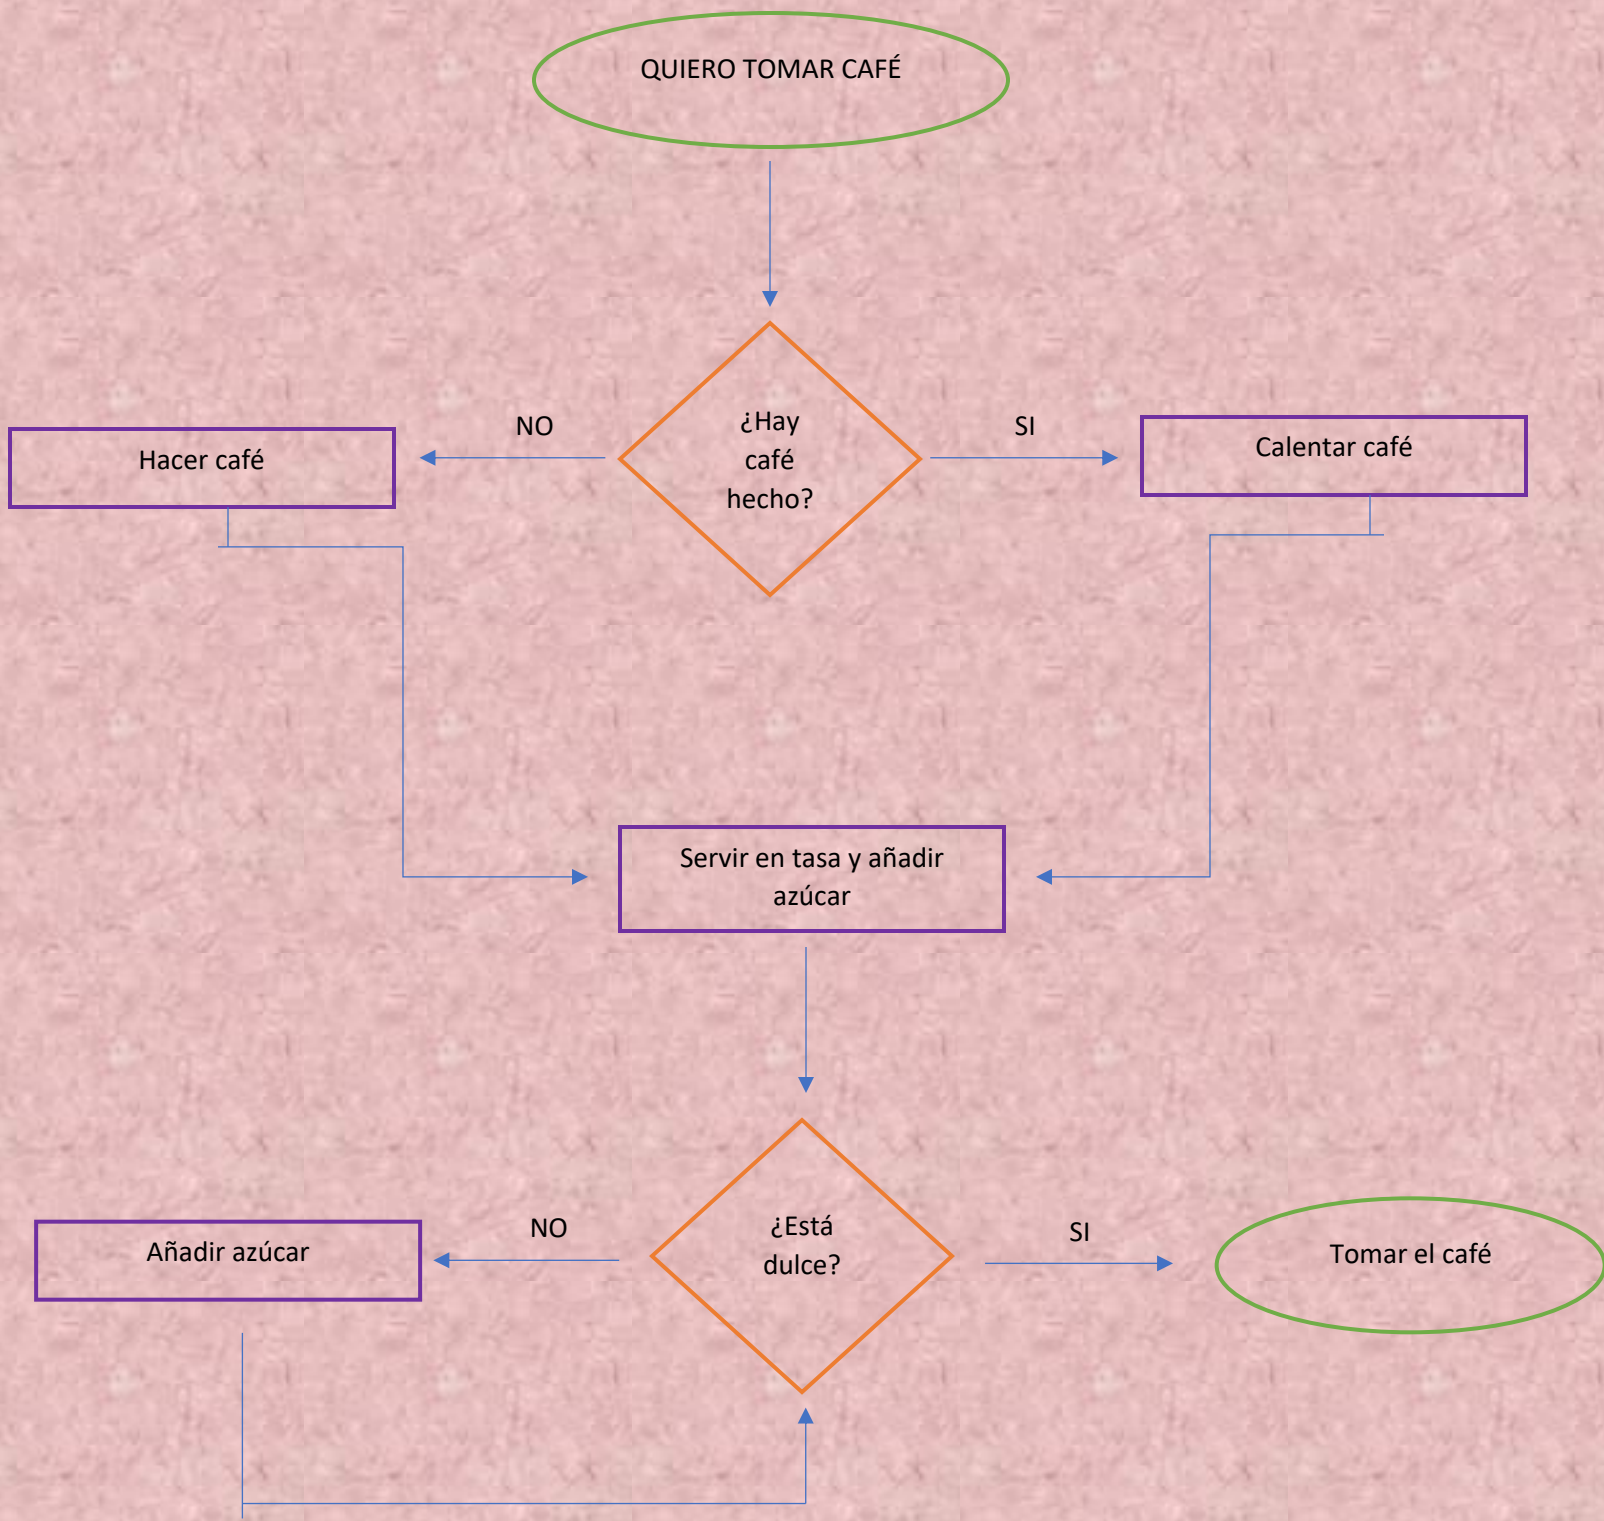 QUIERO TOMAR CAFÉ
NO
¿Hay
café
hecho?
SI
Hacer café
Calentar café
Servir en tasa y añadir
azúcar
Añadir azúcar
NO
¿Está
dulce?
SI
Tomar el café